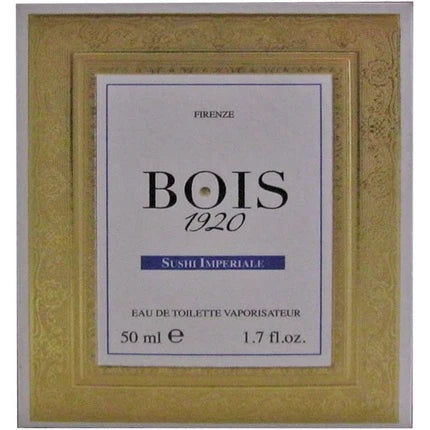 FIRENZE
BOIS
1920
SUSHI IMPERIALE
EAU DE TOILETTE VAPORISATEUR
50 ml ℮ 1.7 fl.oz.